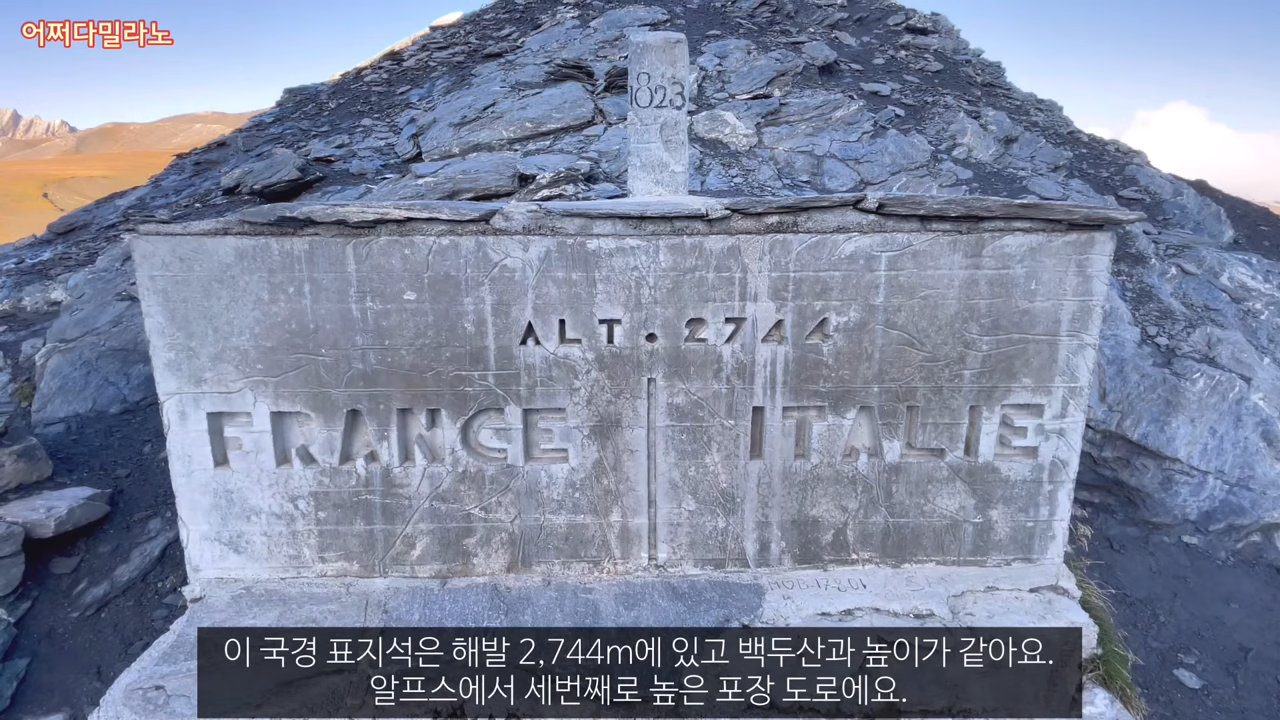 어쩌다밀라노
1823
ALT. 2744
FRANCE ITALIE
이 국경 표지석은 해발 2,744m에 있고 백두산과 높이가 같아요.
알프스에서 세번째로 높은 포장 도로에요.